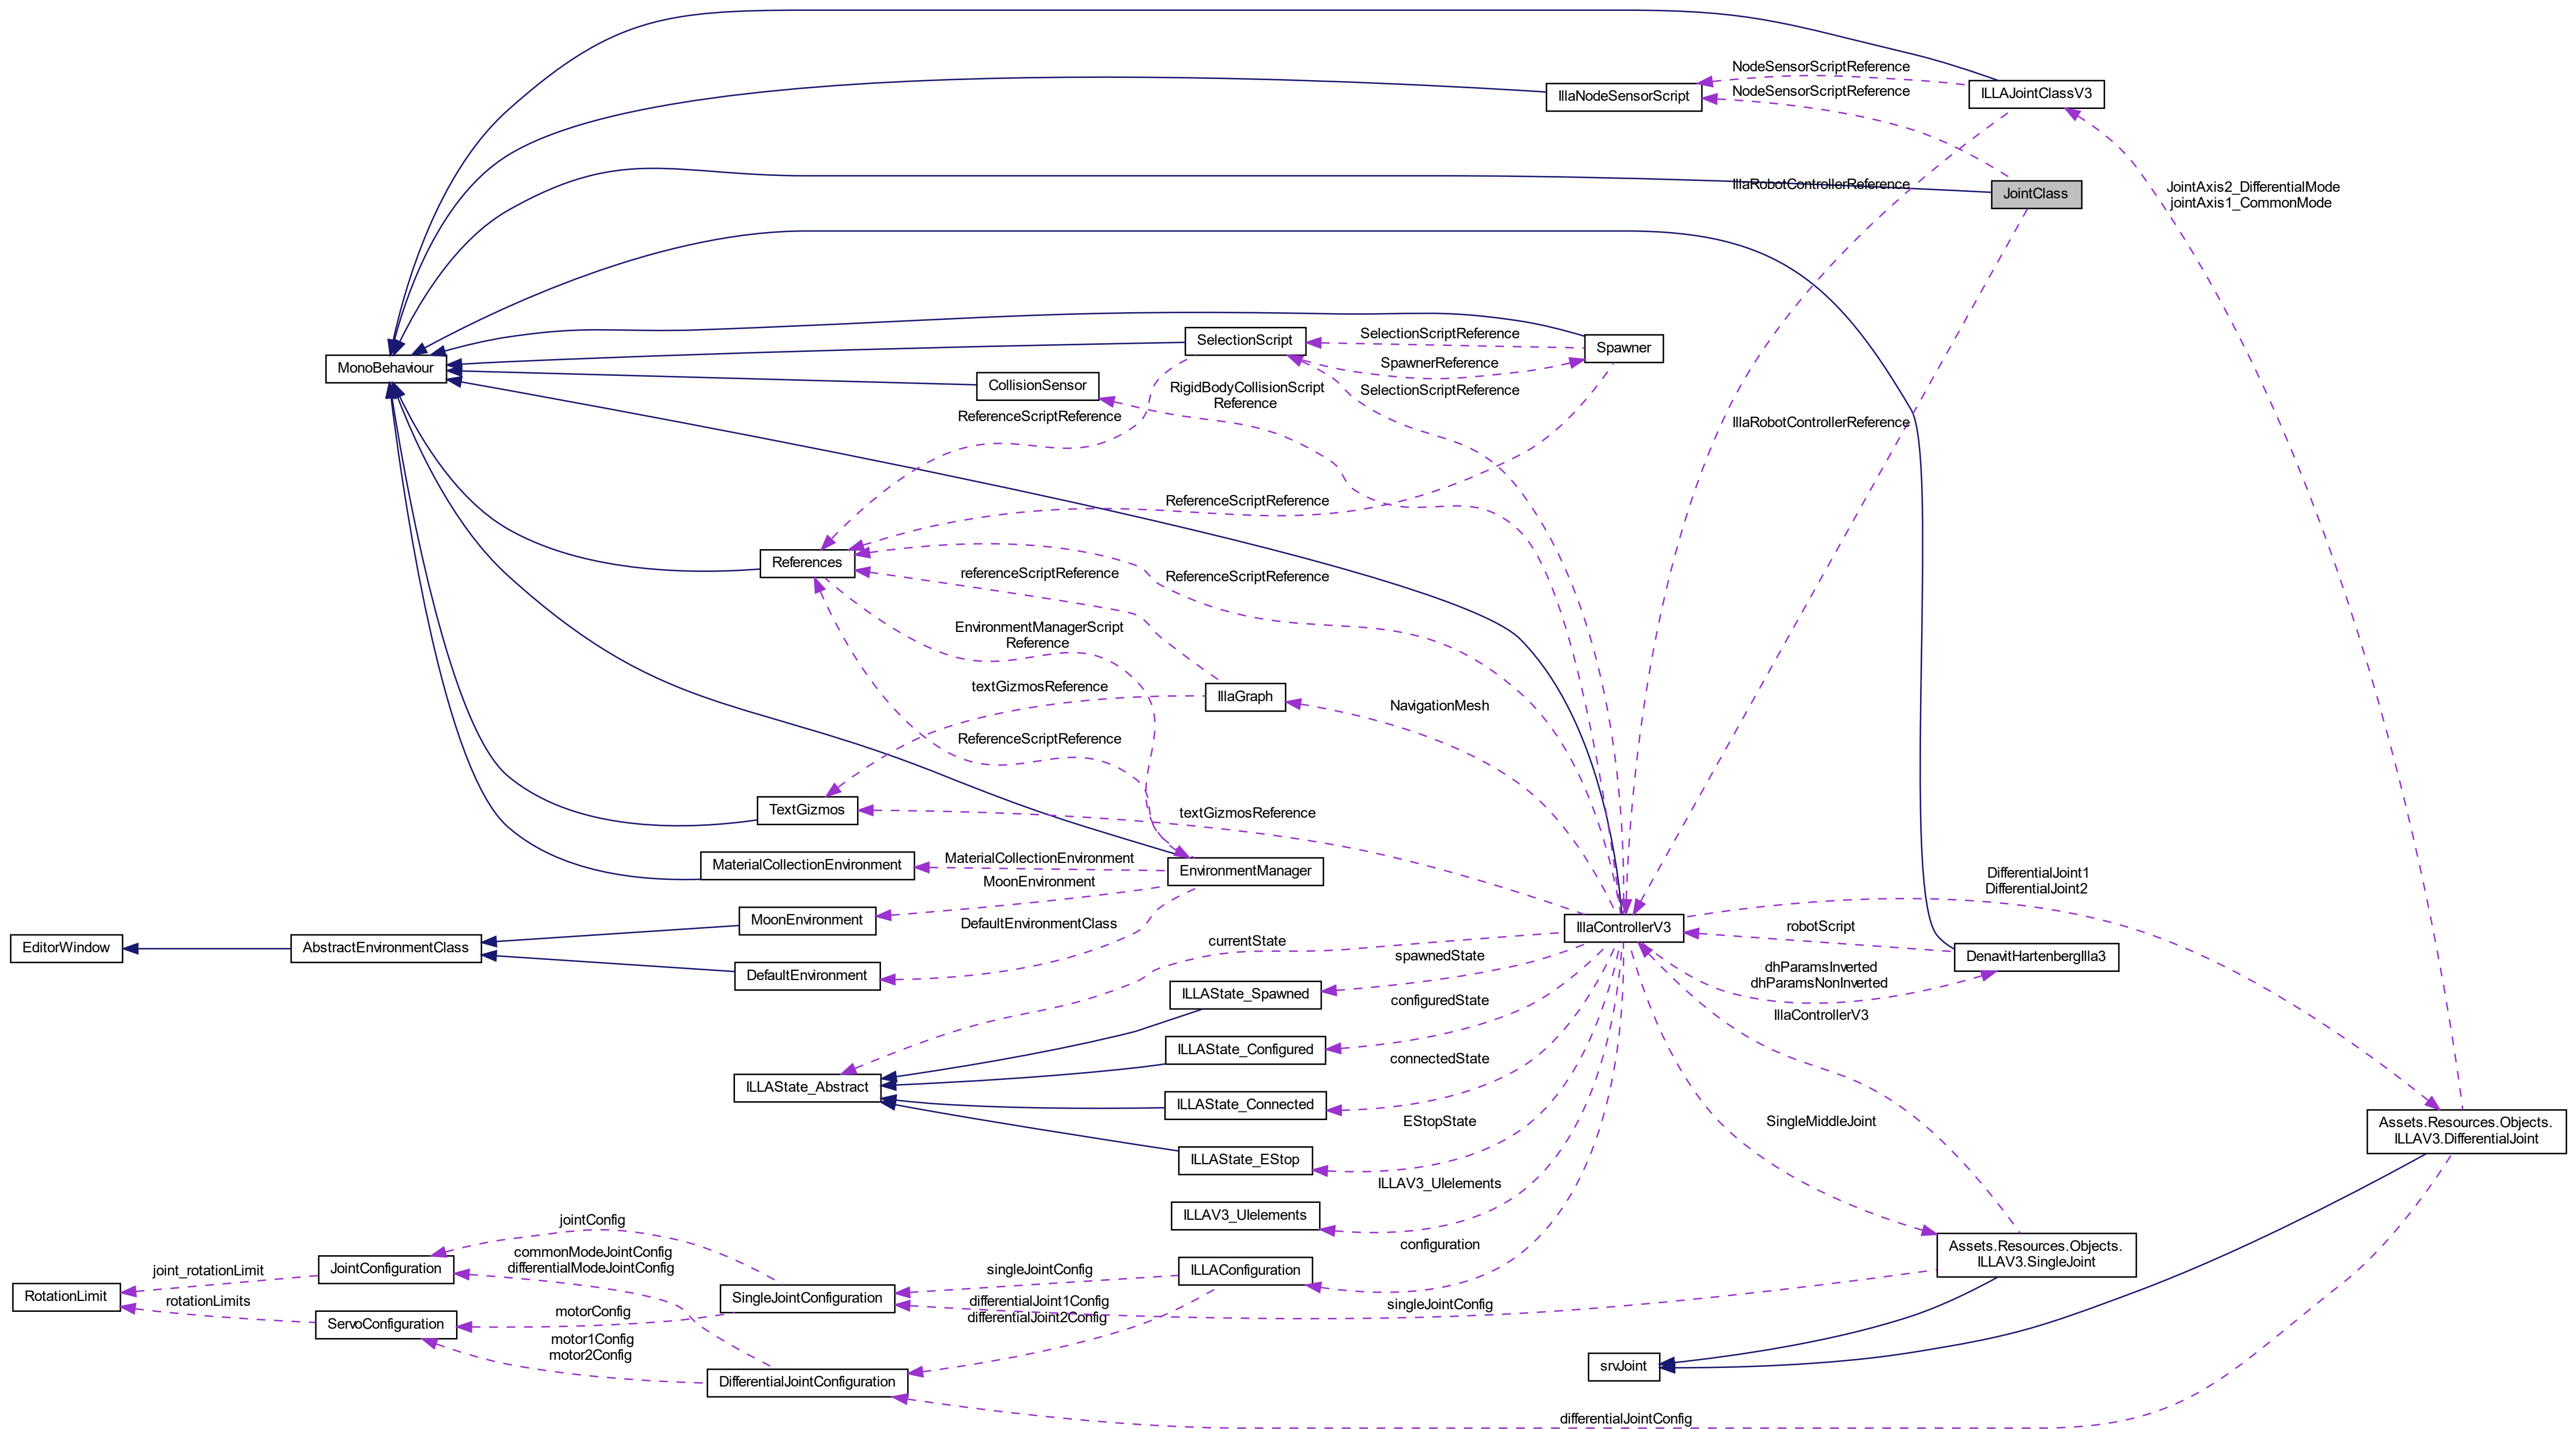 NodeSensorScriptReference
ILLAJointClassV3
IllaNodeSensorScript
NodeSensorScriptReference
IllaRobotControllerReference
JointClass
JointAxis2_DifferentialMode
jointAxis1_CommonMode
SelectionScript
SelectionScriptReference
Spawner
MonoBehaviour
SpawnerReference
CollisionSensor
RigidBodyCollisionScript
Reference
SelectionScriptReference
ReferenceScriptReference
IllaRobotControllerReference
ReferenceScriptReference
References
referenceScriptReference
ReferenceScriptReference
EnvironmentManagerScript
Reference
textGizmosReference
IllaGraph
NavigationMesh
ReferenceScriptReference
TextGizmos
textGizmosReference
MaterialCollectionEnvironment
MaterialCollectionEnvironment
EnvironmentManager
MoonEnvironment
DifferentialJoint1
DifferentialJoint2
MoonEnvironment
DefaultEnvironmentClass
IllaControllerV3
robotScript
EditorWindow
AbstractEnvironmentClass
currentState
spawnedState
DenavitHartenbergIlla3
DefaultEnvironment
dhParamsInverted
dhParamsNonInverted
ILLAState_Spawned
configuredState
IllaControllerV3
ILLAState_Configured
connectedState
ILLAState_Abstract
ILLAState_Connected
EStopState
SingleMiddleJoint
Assets.Resources.Objects.
ILLAV3.DifferentialJoint
ILLAState_EStop
ILLAV3_UIelements
ILLAV3_UIelements
jointConfig
configuration
Assets.Resources.Objects.
ILLAV3.SingleJoint
commonModeJointConfig
differentialModeJointConfig
JointConfiguration
joint_rotationLimit
singleJointConfig
ILLAConfiguration
RotationLimit
rotationLimits
SingleJointConfiguration
differentialJoint1Config
differentialJoint2Config
singleJointConfig
motorConfig
ServoConfiguration
motor1Config
motor2Config
srvJoint
DifferentialJointConfiguration
differentialJointConfig